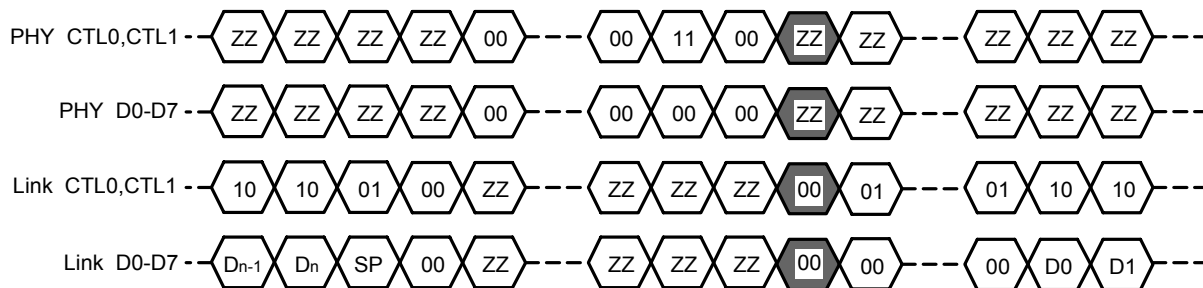 PHY CTL0,CTL1 ZZ ZZ ZZ ZZ 00 00 11 00 ZZ ZZ ZZ ZZ ZZ
PHY D0-D7 ZZ ZZ ZZ ZZ 00 00 00 00 ZZ ZZ ZZ ZZ ZZ
Link CTL0,CTL1 10 10 01 00 ZZ ZZ ZZ ZZ 00 01 01 10 10
Link D0-D7 Dn-1 Dn SP 00 ZZ ZZ ZZ ZZ 00 00 00 D0 D1